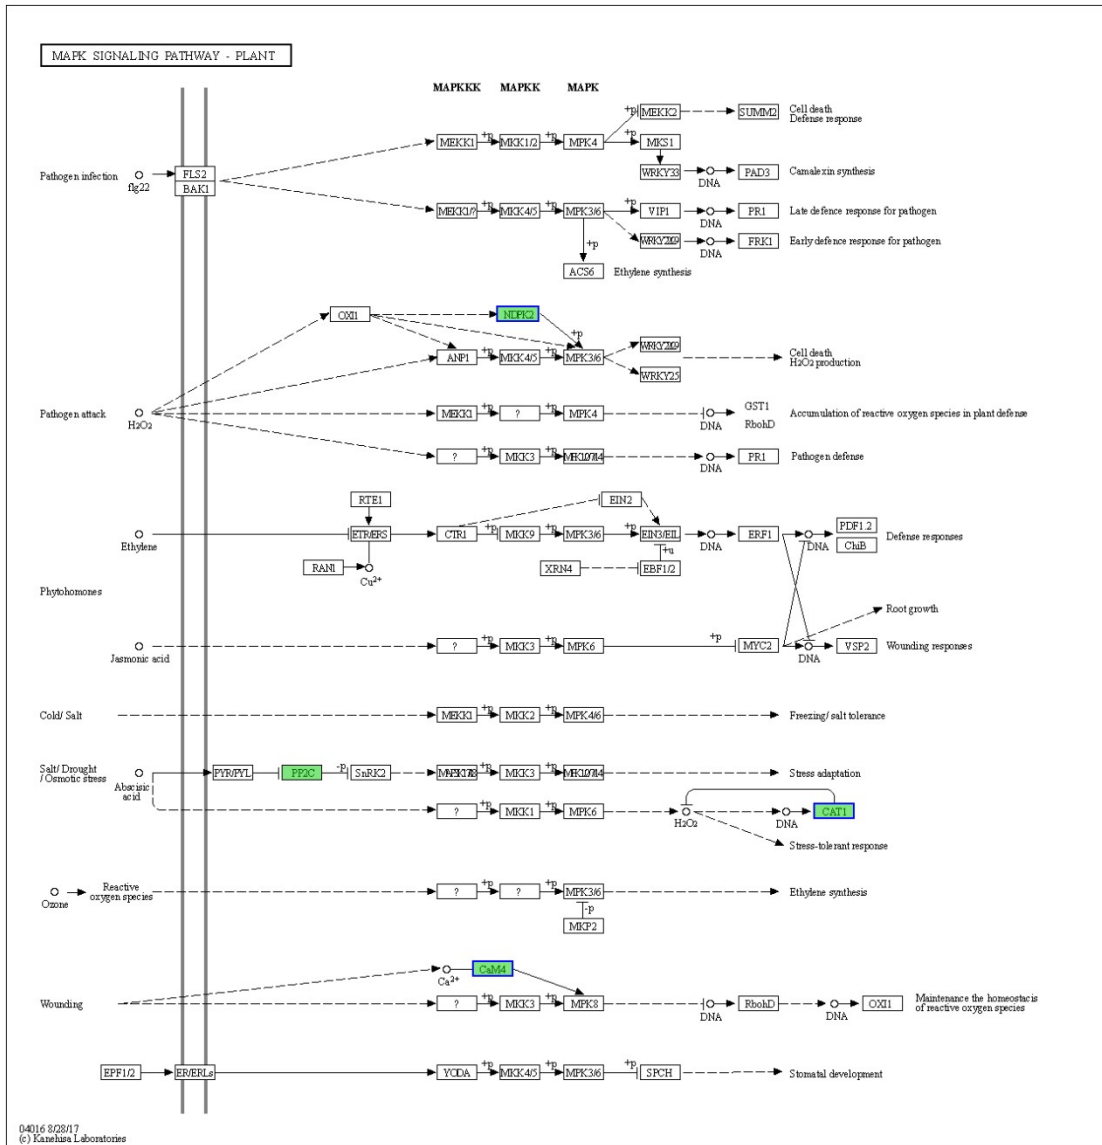 MAPK SIGNALING PATHWAY - PLANT
MAPKKK MAPKK MAPK
+p MEKK2 SUMM2 Cell death
Defense response
MEKK1 +p MKK1/2 +p MPK4 +p MKS1
Pathogen infection flg22 FLS2
BAK1
WRKY33 DNA PAD3 Camalexin synthesis
MEKK1/? +p MKK4/5 +p MPK3/6 +p VIP1 DNA PR1 Late defence response for pathogen
DNA FRK1 Early defence response for pathogen
+p
ACS6 Ethylene synthesis
OXI1 NDPK2
+p
ANP1 +p MKK4/5 +p MPK3/6
WRKY25
Cell death
H2O2 production
Pathogen attack H2O2 MEKK1 +p ? +p MPK4 DNA GST1
RbohD
Accumulation of reactive oxygen species in plant defense
? +p MKK3 +p DNA PR1 Pathogen defense
RTE1 EIN2
Ethylene ETR/ERS CTR1 +p MKK9 +p MPK3/6 +p EIN3/EIL DNA ERF1 DNA PDF1.2
ChiB
Defense responses
+u
RAN1 Cu2+ XRN4 EBF1/2
Phytohomones
Root growth
Jasmonic acid ? +p MKK3 +p MPK6 +p MYC2 DNA VSP2 Wounding responses
Cold/ Salt MEKK1 +p MKK2 +p MPK4/6 Freezing/ salt tolerance
Salt/ Drought
/ Osmotic stress
Abscisic
acid
PYR/PYL PP2C -p SnRK2 +p MKK3 +p Stress adaptation
? +p MKK1 +p MPK6 H2O2 DNA CAT1
Stress-tolerant response
Ozone Reactive
oxygen species
? +p ? +p MPK3/6 Ethylene synthesis
-p
MKP2
Ca2+ CaM4
Wounding ? +p MKK3 +p MPK8 DNA RbohD DNA OXI1 Maintenance the homeostacis
of reactive oxygen species
EPF1/2 ER/ERLs YODA +p MKK4/5 +p MPK3/6 +p SPCH Stomatal development
04016 8/28/17
(c) Kanehisa Laboratories